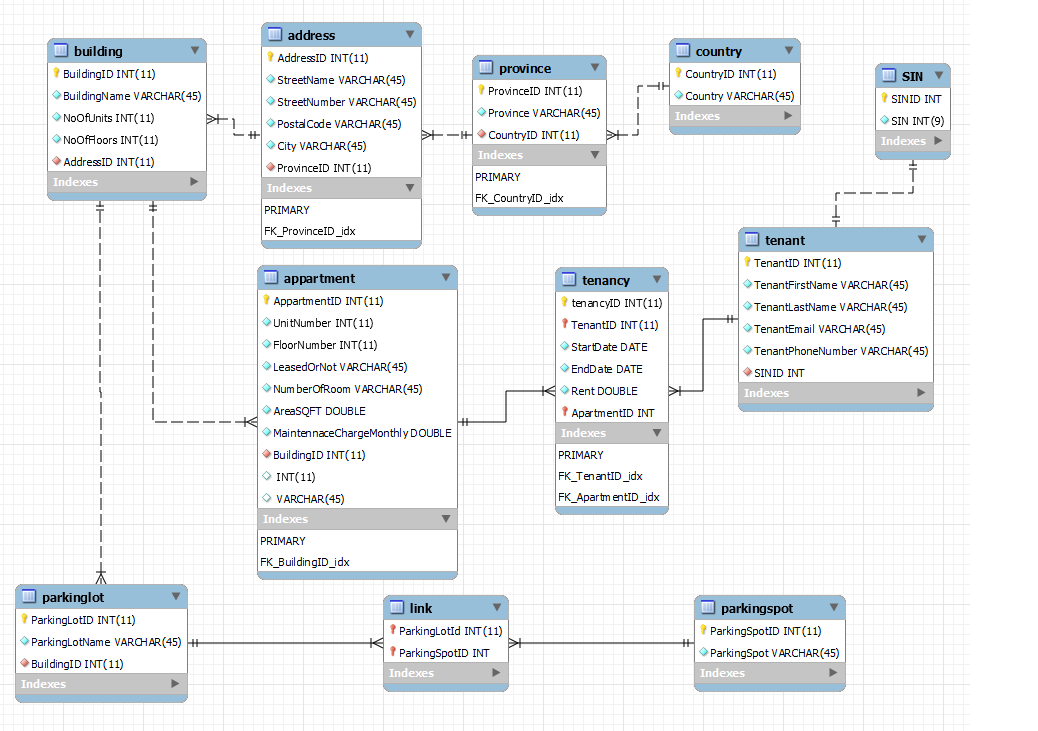 building
BuildingID INT(11)
BuildingName VARCHAR(45)
NoOfUnits INT(11)
NoOfFloors INT(11)
AddressID INT(11)
Indexes
address
AddressID INT(11)
StreetName VARCHAR(45)
StreetNumber VARCHAR(45)
PostalCode VARCHAR(45)
City VARCHAR(45)
ProvinceID INT(11)
Indexes
PRIMARY
FK_ProvinceID_idx
province
ProvinceID INT(11)
Province VARCHAR(45)
CountryID INT(11)
Indexes
PRIMARY
FK_CountryID_idx
country
CountryID INT(11)
Country VARCHAR(45)
Indexes
SIN
SINID INT
SIN INT(9)
Indexes
appartment
AppartmentID INT(11)
UnitNumber INT(11)
FloorNumber INT(11)
LeasedOrNot VARCHAR(45)
NumberOfRoom VARCHAR(45)
AreaSQFT DOUBLE
MaintennaceChargeMonthly DOUBLE
BuildingID INT(11)
INT(11)
VARCHAR(45)
Indexes
PRIMARY
FK_BuildingID_idx
tenancy
tenancyID INT(11)
TenantID INT(11)
StartDate DATE
EndDate DATE
Rent DOUBLE
ApartmentID INT
Indexes
PRIMARY
FK_TenantID_idx
FK_ApartmentID_idx
tenant
TenantID INT(11)
TenantFirstName VARCHAR(45)
TenantLastName VARCHAR(45)
TenantEmail VARCHAR(45)
TenantPhoneNumber VARCHAR(45)
SINID INT
Indexes
parkinglot
ParkingLotID INT(11)
ParkingLotName VARCHAR(45)
BuildingID INT(11)
Indexes
link
ParkingLotId INT(11)
ParkingSpotID INT
Indexes
parkingspot
ParkingSpotID INT(11)
ParkingSpot VARCHAR(45)
Indexes